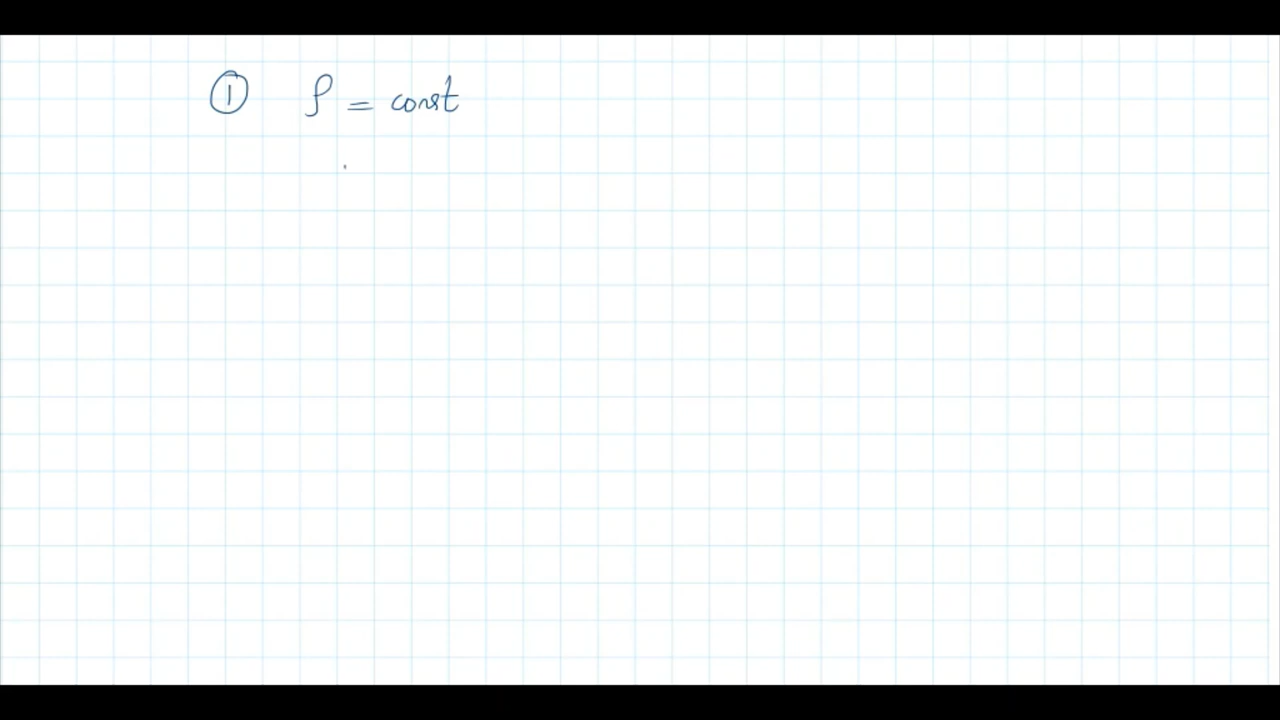 ① ρ = const